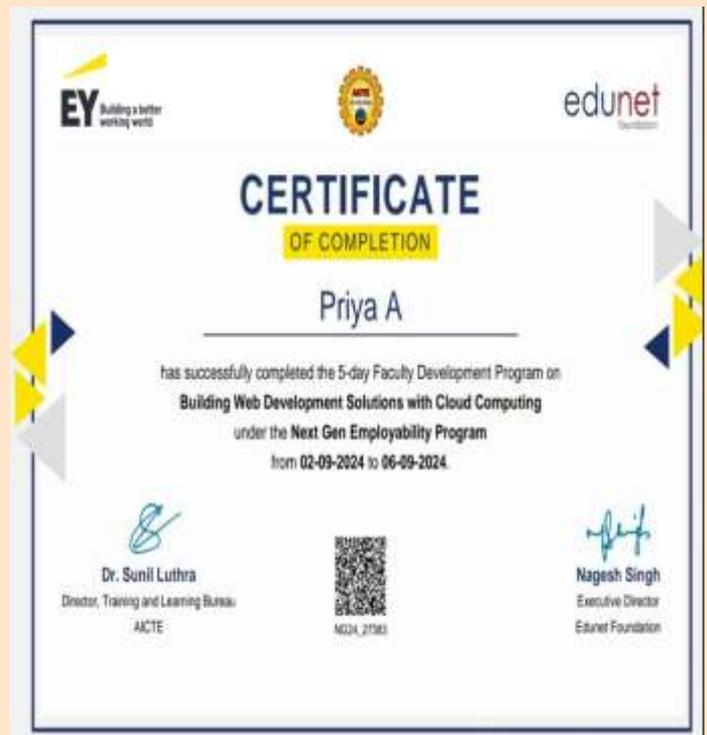 EY
Building a better
working world
AICTE
edunet
foundation
CERTIFICATE
OF COMPLETION
Priya A
has successfully completed the 5-day Faculty Development Program on
Building Web Development Solutions with Cloud Computing
under the Next Gen Employability Program
from 02-09-2024 to 06-09-2024.
Dr. Sunil Luthra
Director, Training and Learning Bureau
AICTE
NG24_27383
Nagesh Singh
Executive Director
Edunet Foundation